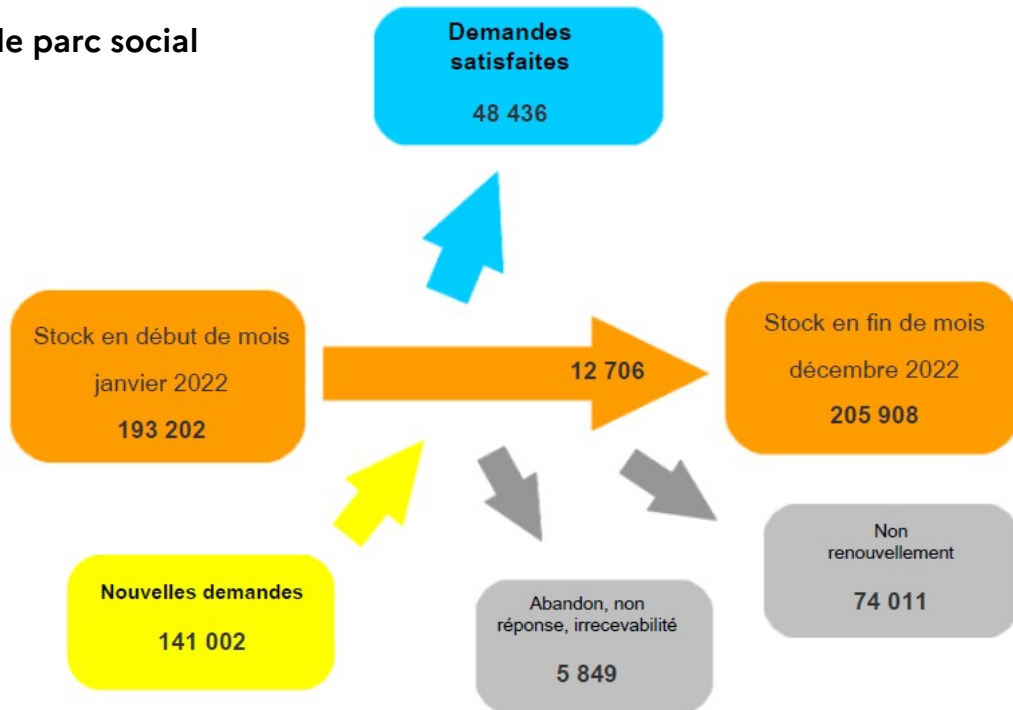 le parc social
Demandes
satisfaites
48 436
Stock en début de mois
janvier 2022
193 202
12 706
Stock en fin de mois
décembre 2022
205 908
Nouvelles demandes
141 002
Abandon, non
réponse, irrecevabilité
5 849
Non
renouvellement
74 011